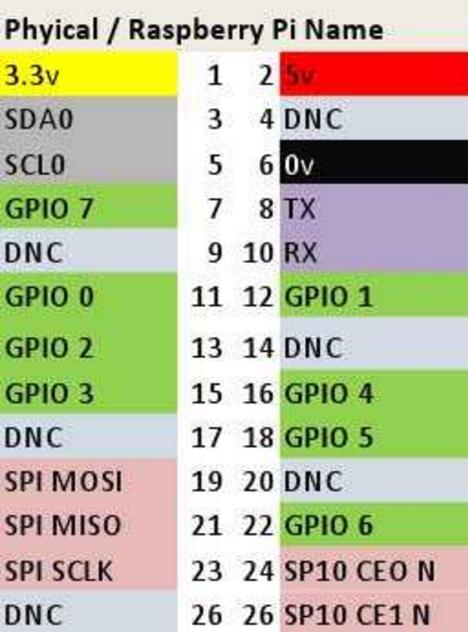 Phyical / Raspberry Pi Name
3.3v 1 2 5v
SDA0 3 4 DNC
SCL0 5 6 0v
GPIO 7 7 8 TX
DNC 9 10 RX
GPIO 0 11 12 GPIO 1
GPIO 2 13 14 DNC
GPIO 3 15 16 GPIO 4
DNC 17 18 GPIO 5
SPI MOSI 19 20 DNC
SPI MISO 21 22 GPIO 6
SPI SCLK 23 24 SP10 CEO N
DNC 26 26 SP10 CE1 N